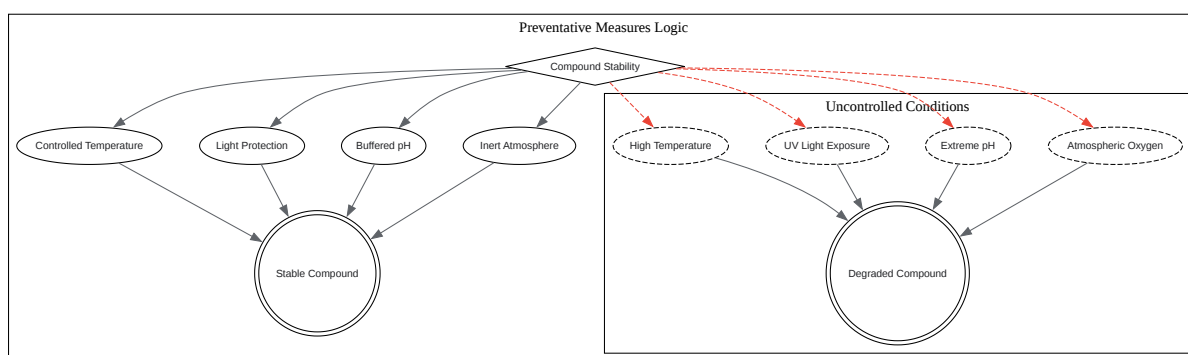 Preventative Measures Logic
Compound Stability
Uncontrolled Conditions
Controlled Temperature
Light Protection
Buffered pH
Inert Atmosphere
High Temperature
UV Light Exposure
Extreme pH
Atmospheric Oxygen
Stable Compound
Degraded Compound